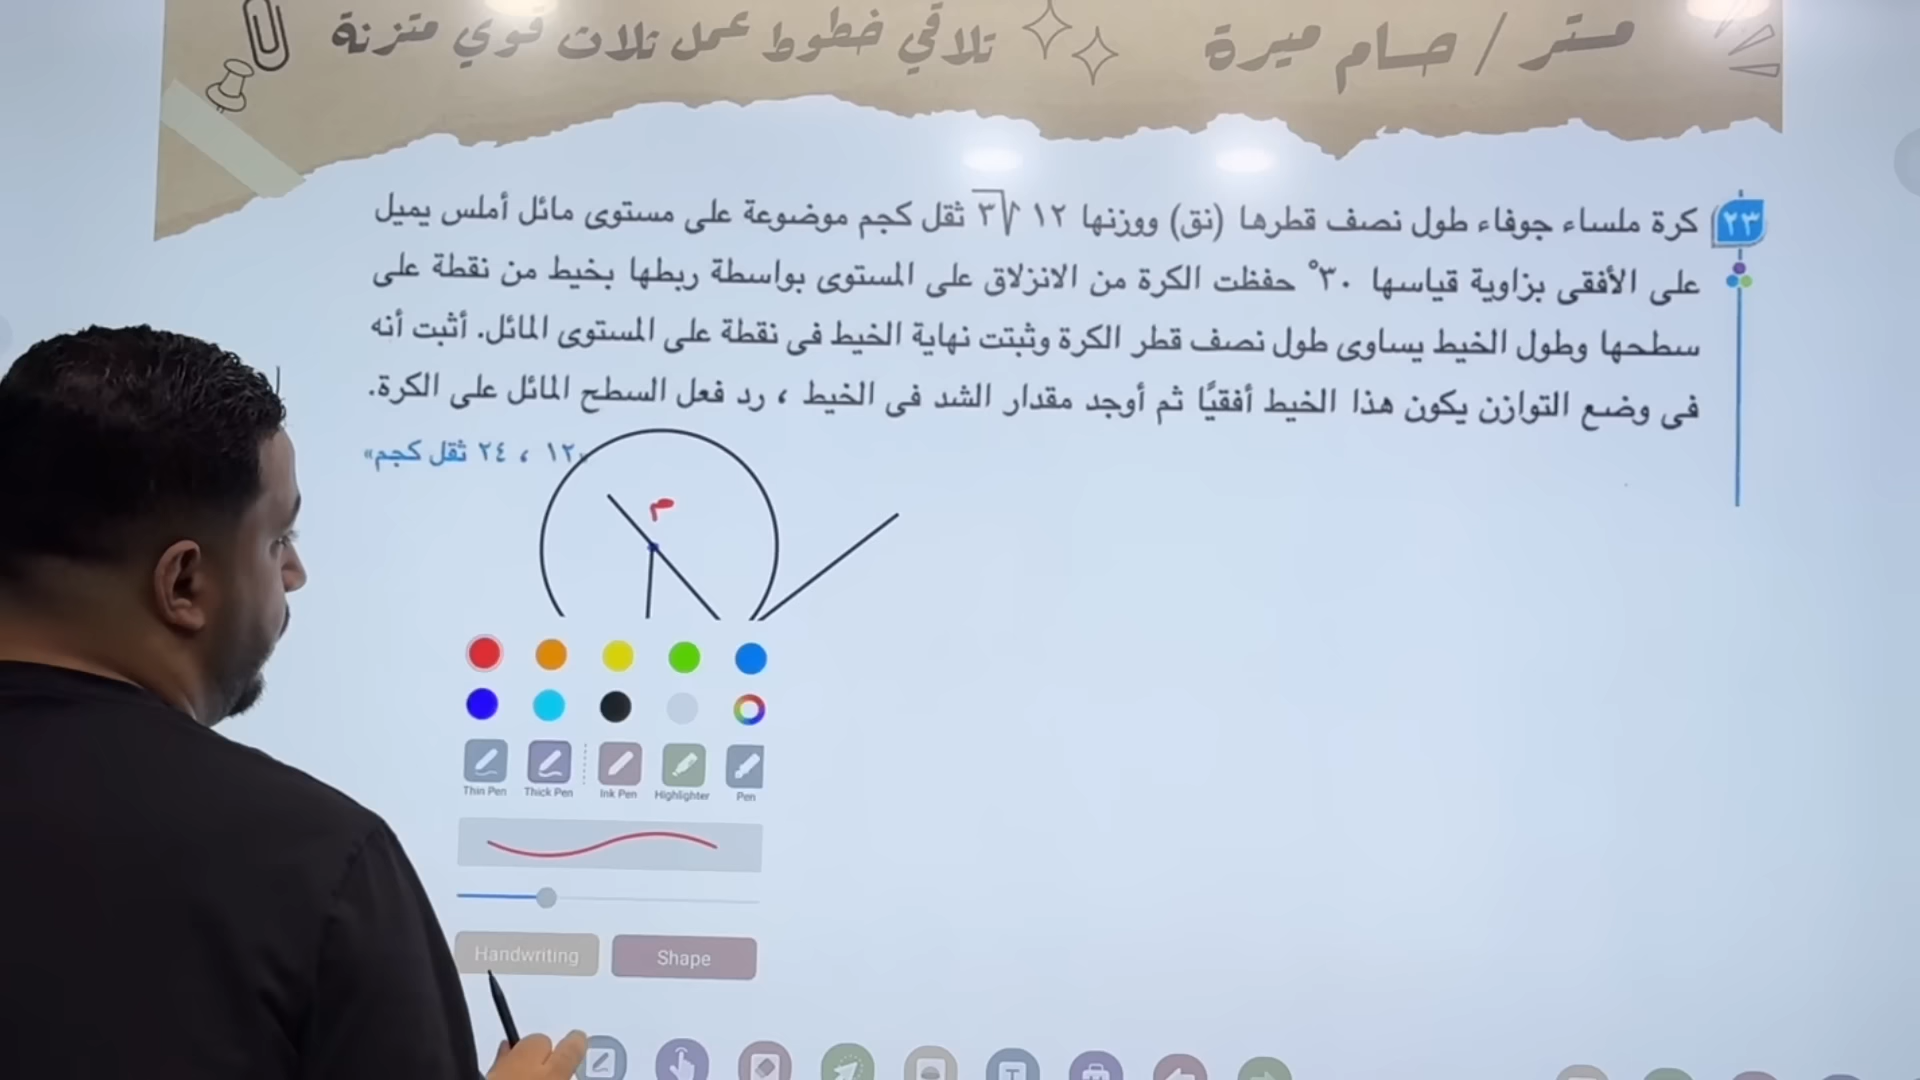 مستر / حسام ميرة تلاقي خطوط عمل تلات قوي متزنة
٢٣ كرة ملساء جوفاء طول نصف قطرها (نق) ووزنها ١٢ √٣ ثقل كجم موضوعة على مستوى مائل أملس يميل
على الأفقى بزاوية قياسها ٣٠° حفظت الكرة من الانزلاق على المستوى بواسطة ربطها بخيط من نقطة على
سطحها وطول الخيط يساوى طول نصف قطر الكرة وثبتت نهاية الخيط فى نقطة على المستوى المائل. أثبت أنه
فى وضع التوازن يكون هذا الخيط أفقيًا ثم أوجد مقدار الشد فى الخيط ، رد فعل السطح المائل على الكرة.
«١٢ ، ٢٤ ثقل كجم»
م
Thin Pen Thick Pen Ink Pen Highlighter Pen
Handwriting Shape